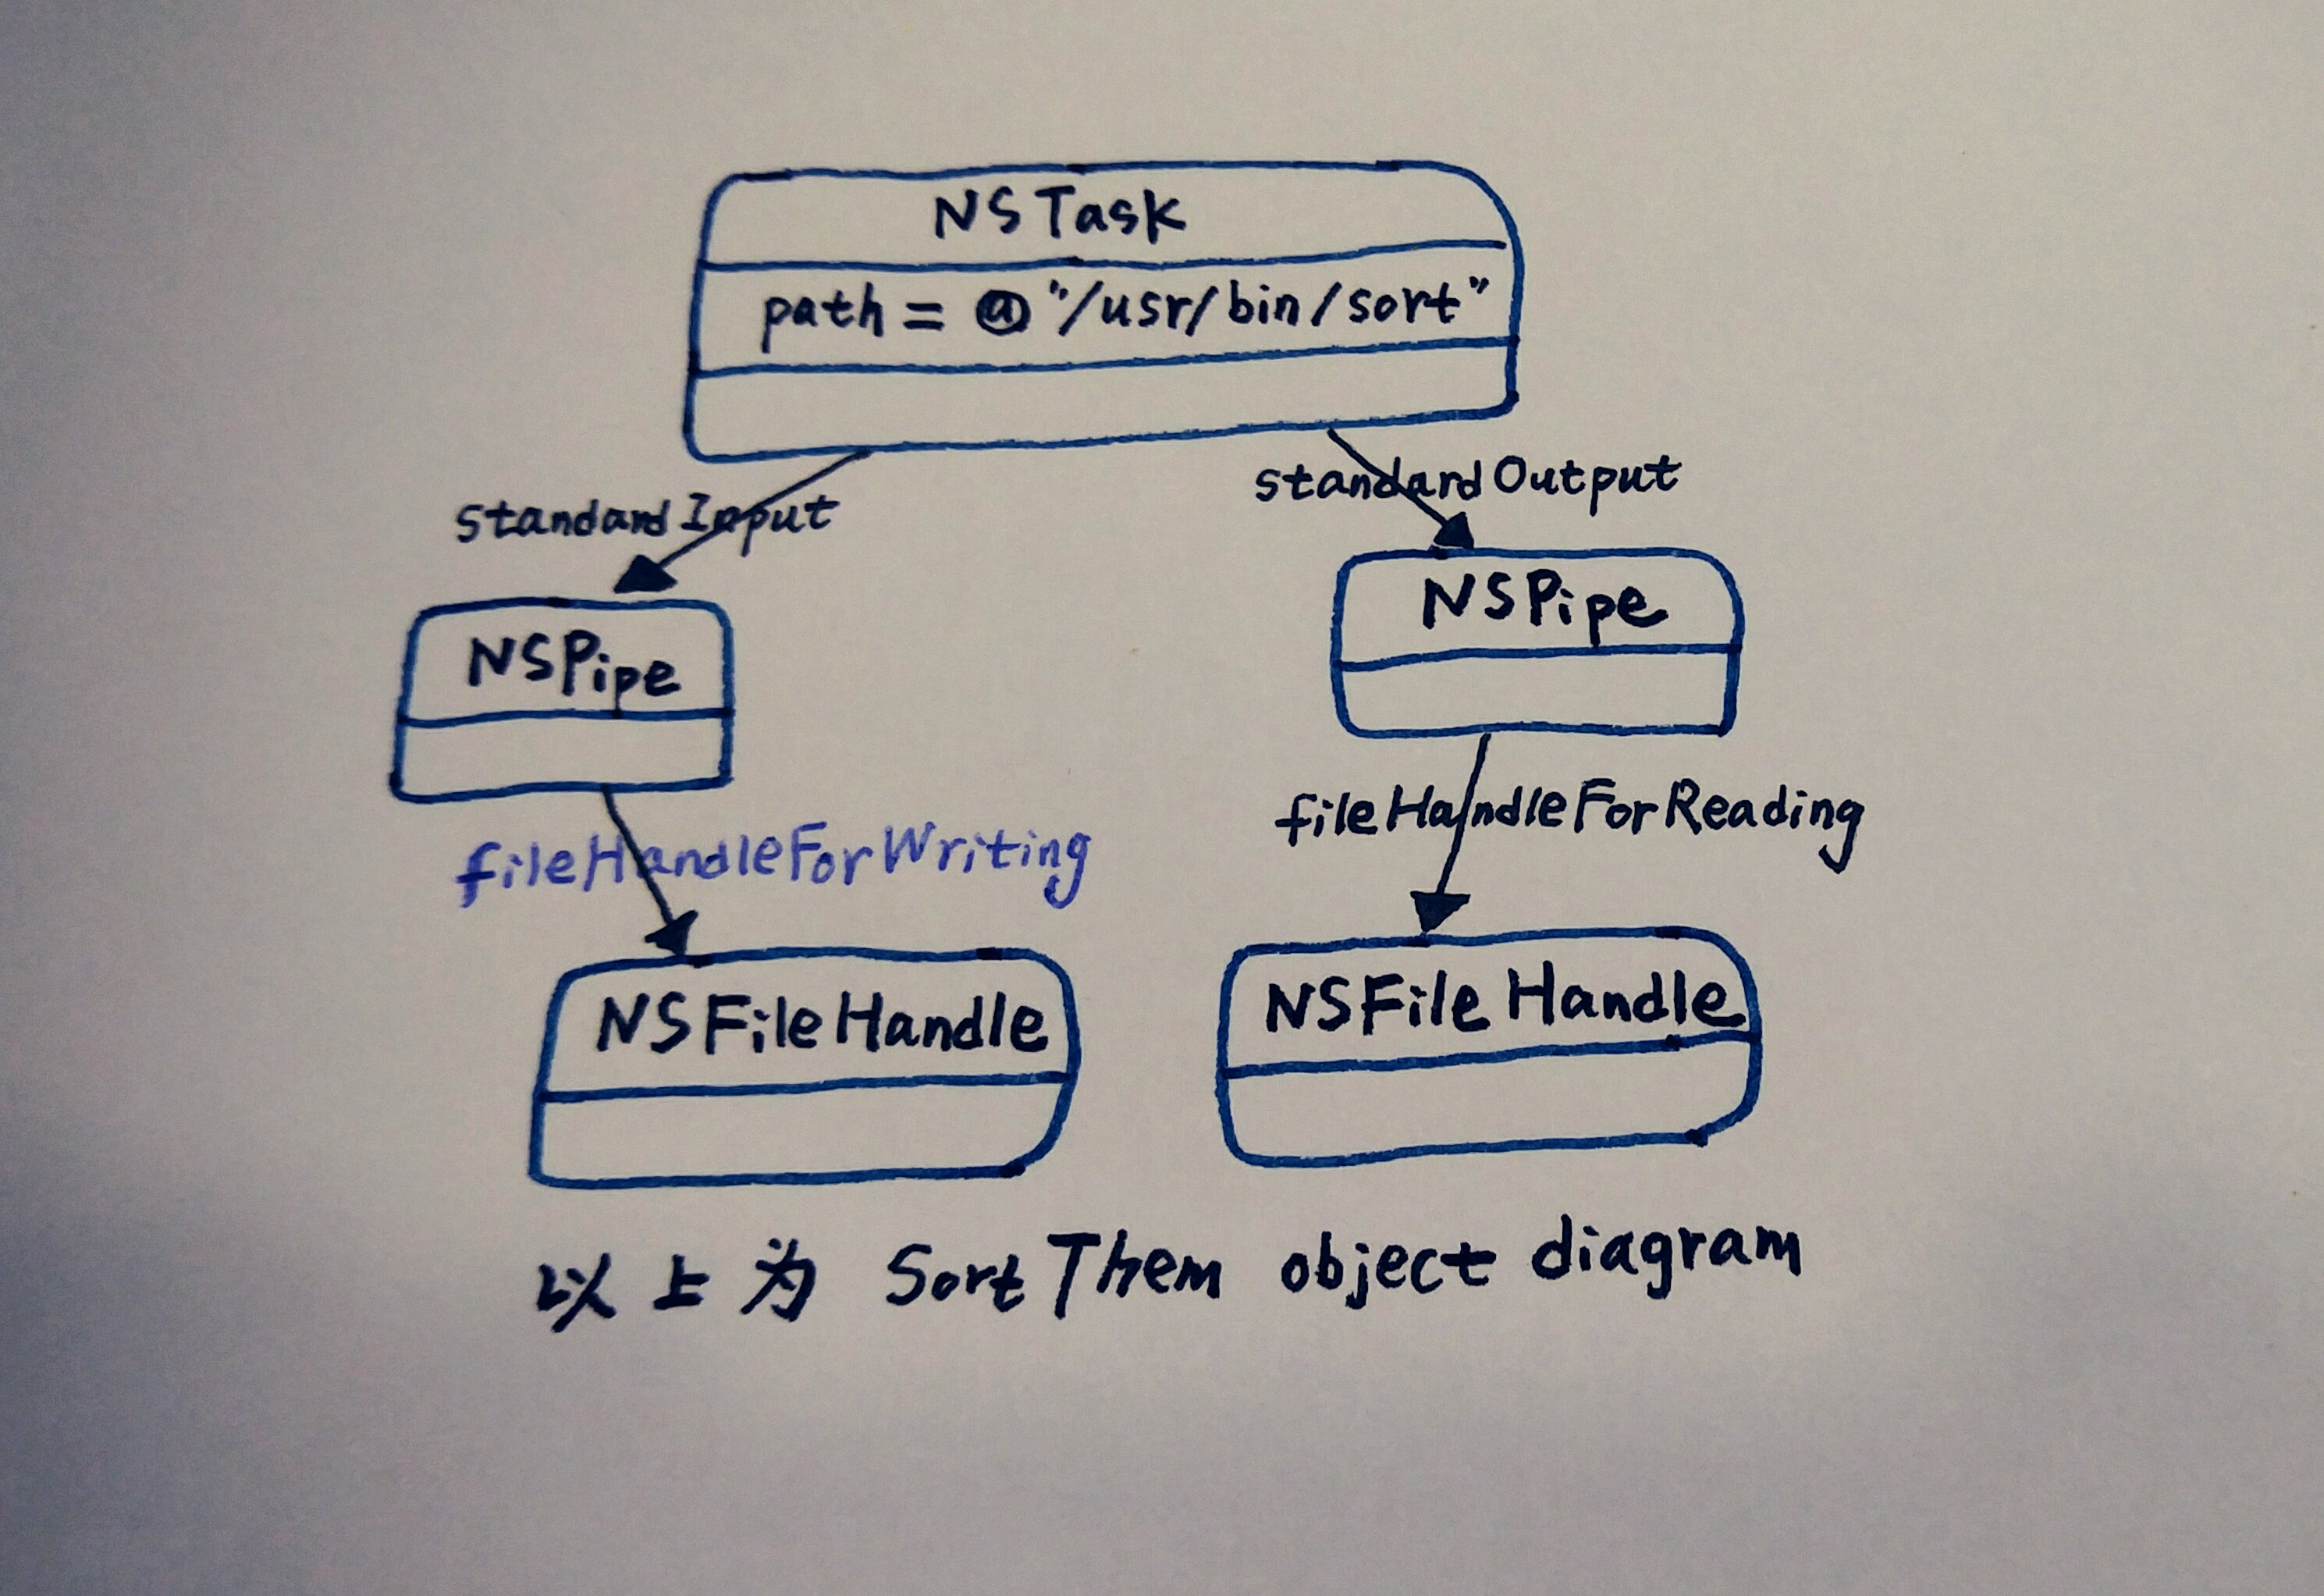 NSTask
path = @"/usr/bin/sort"
standardInput
standardOutput
NSPipe
NSPipe
fileHandleForWriting
fileHandleForReading
NSFileHandle
NSFileHandle
以上为 SortThem object diagram